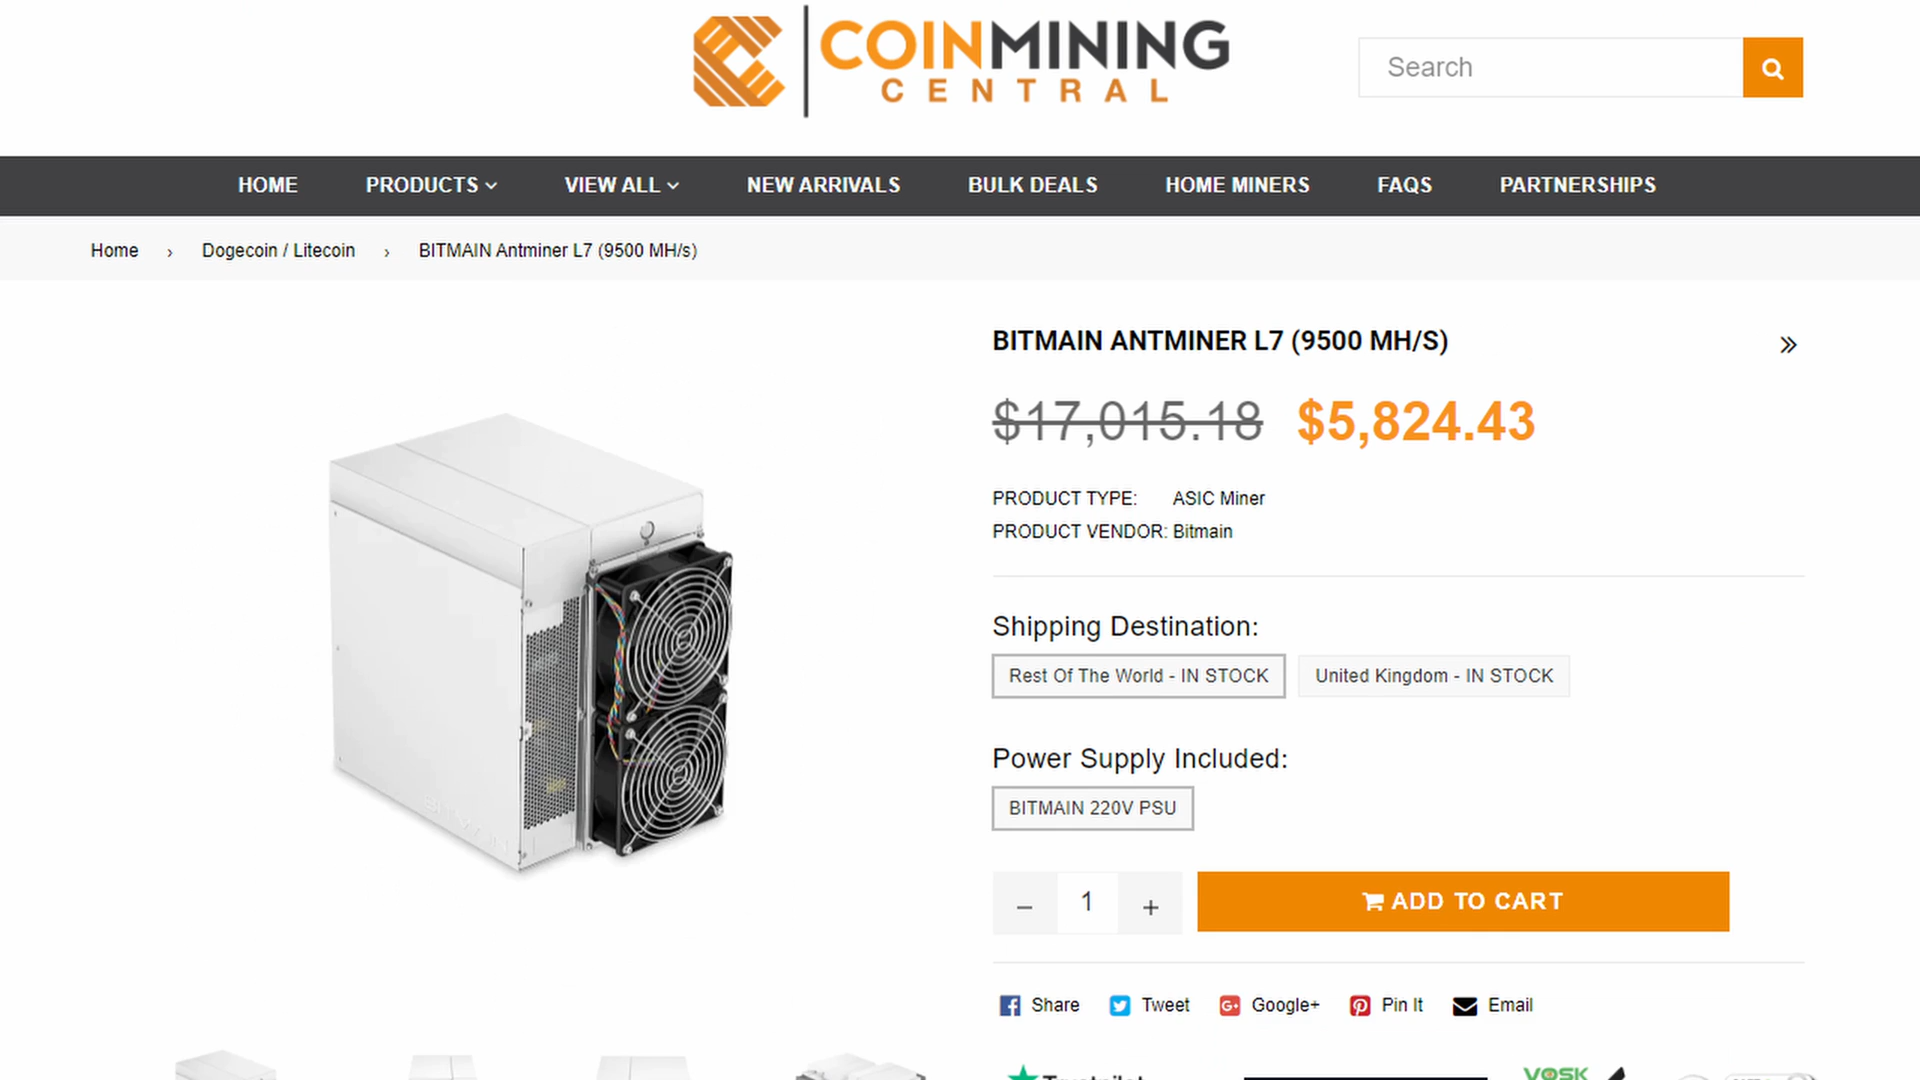 COINMINING
CENTRAL
Search
HOME PRODUCTS VIEW ALL NEW ARRIVALS BULK DEALS HOME MINERS FAQS PARTNERSHIPS
Home › Dogecoin / Litecoin › BITMAIN Antminer L7 (9500 MH/s)
BITMAIN ANTMINER L7 (9500 MH/S)
$17,015.18 $5,824.43
PRODUCT TYPE: ASIC Miner
PRODUCT VENDOR: Bitmain
Shipping Destination:
Rest Of The World - IN STOCK United Kingdom - IN STOCK
Power Supply Included:
BITMAIN 220V PSU
− 1 + ADD TO CART
Share Tweet Google+ Pin It Email
Trustpilot VOSK